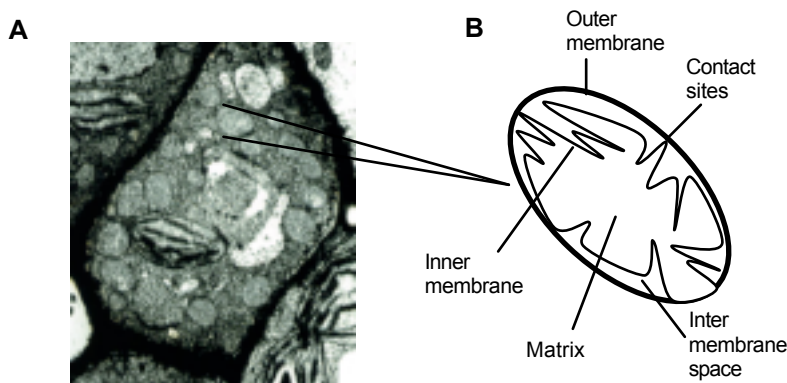 A
B
Outer
membrane
Contact
sites
Inner
membrane
Matrix
Inter
membrane
space